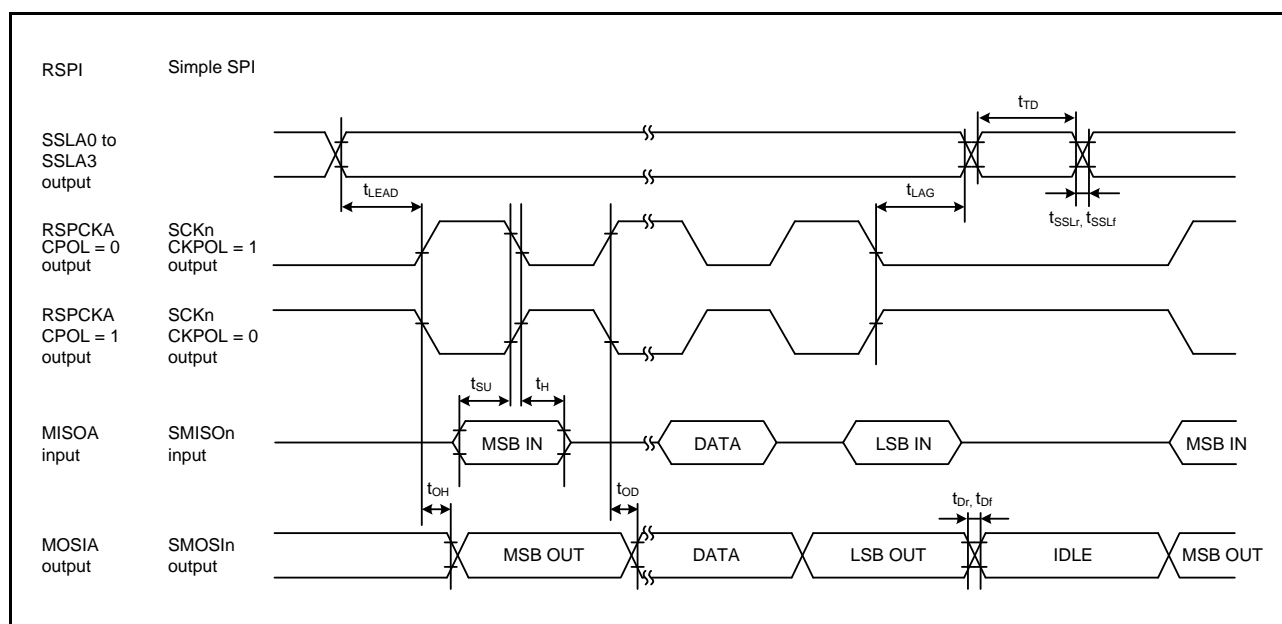 RSPI Simple SPI
tTD
SSLA0 to
SSLA3
output
tLEAD
tLAG
tSSLr, tSSLf
RSPCKA SCKn
CPOL = 0 CKPOL = 1
output output
RSPCKA SCKn
CPOL = 1 CKPOL = 0
output output
tSU tH
MISOA SMISOn
input input
MSB IN DATA LSB IN MSB IN
tOH tOD tDr, tDf
MOSIA SMOSIn
output output
MSB OUT DATA LSB OUT IDLE MSB OUT